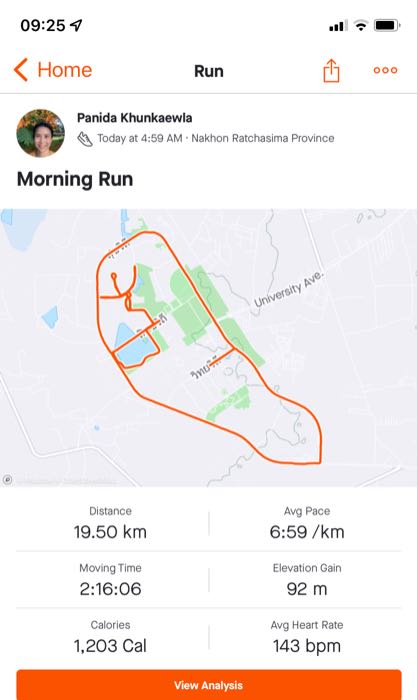 09:25
Home
Run
Panida Khunkaewla
Today at 4:59 AM · Nakhon Ratchasima Province
Morning Run
University Ave.
Distance
19.50 km
Avg Pace
6:59 /km
Moving Time
2:16:06
Elevation Gain
92 m
Calories
1,203 Cal
Avg Heart Rate
143 bpm
View Analysis